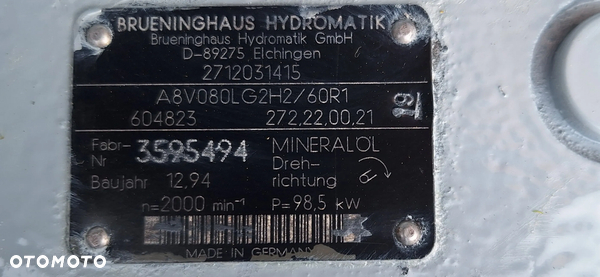 BRUENINGHAUS HYDROMATIK
Brueninghaus Hydromatik GmbH
D-89275 Elchingen
2712031415
A8V080LG2H2/60R1
604823 272.22.00.21
19
Fabr-Nr 3595494
MINERALÖL
Dreh-richtung
Baujahr 12.94
n=2000 min⁻¹ P=98,5 kW
MADE IN GERMANY
OTOMOTO